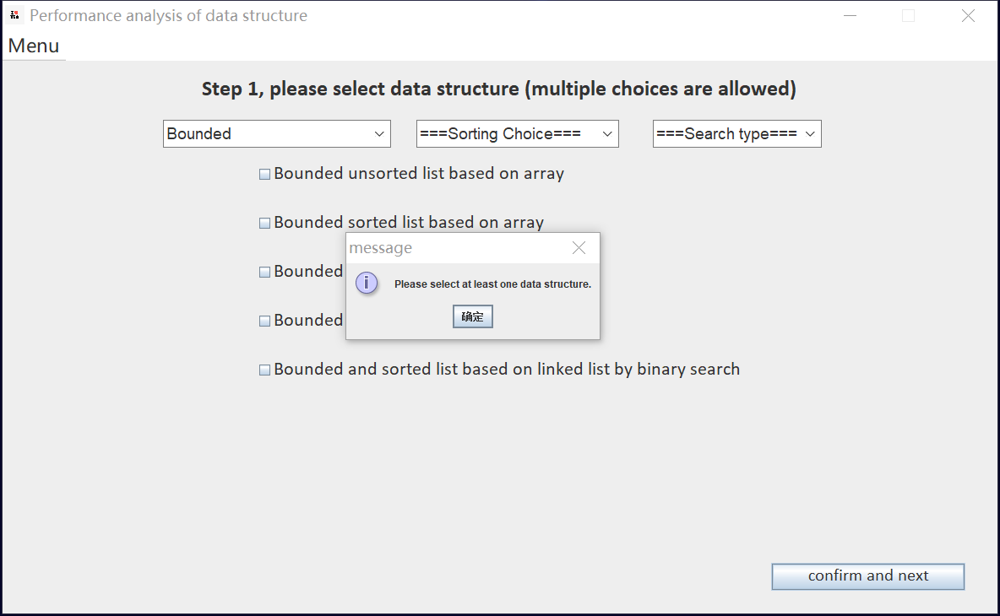 Performance analysis of data structure
Menu
Step 1, please select data structure (multiple choices are allowed)
Bounded
===Sorting Choice===
===Search type===
Bounded unsorted list based on array
Bounded sorted list based on array
message
Bounded
Please select at least one data structure.
确定
Bounded
Bounded and sorted list based on linked list by binary search
confirm and next